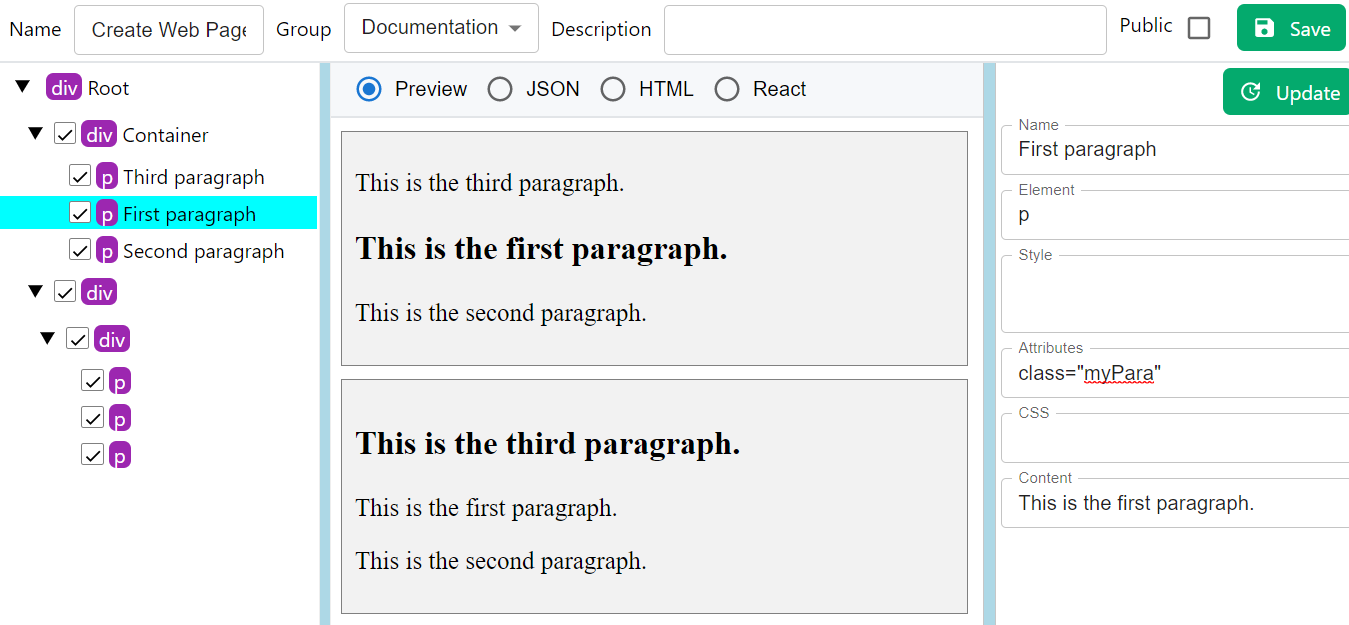 Name Create Web Page Group Documentation Description Public Save
div Root
div Container
p Third paragraph
p First paragraph
p Second paragraph
div
div
p
p
p
Preview JSON HTML React
This is the third paragraph.
This is the first paragraph.
This is the second paragraph.
This is the third paragraph.
This is the first paragraph.
This is the second paragraph.
Update
Name
First paragraph
Element
p
Style
Attributes
class="myPara"
CSS
Content
This is the first paragraph.